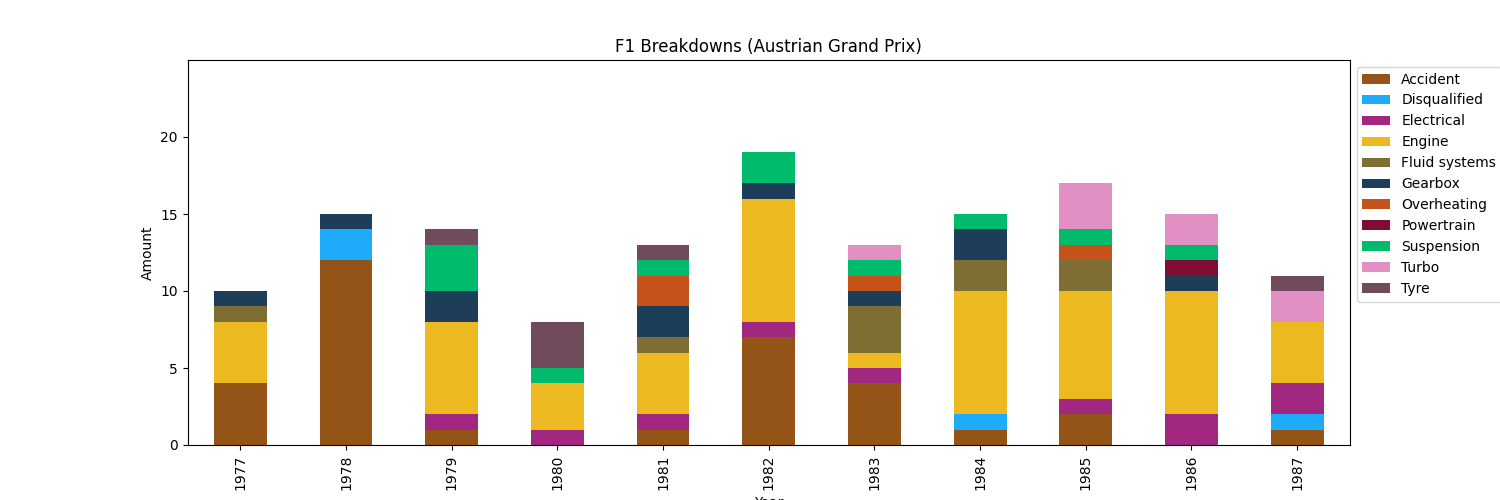 F1 Breakdowns (Austrian Grand Prix)
Amount
20
15
10
5
0
1977
1978
1979
1980
1981
1982
1983
1984
1985
1986
1987
Year
Accident
Disqualified
Electrical
Engine
Fluid systems
Gearbox
Overheating
Powertrain
Suspension
Turbo
Tyre